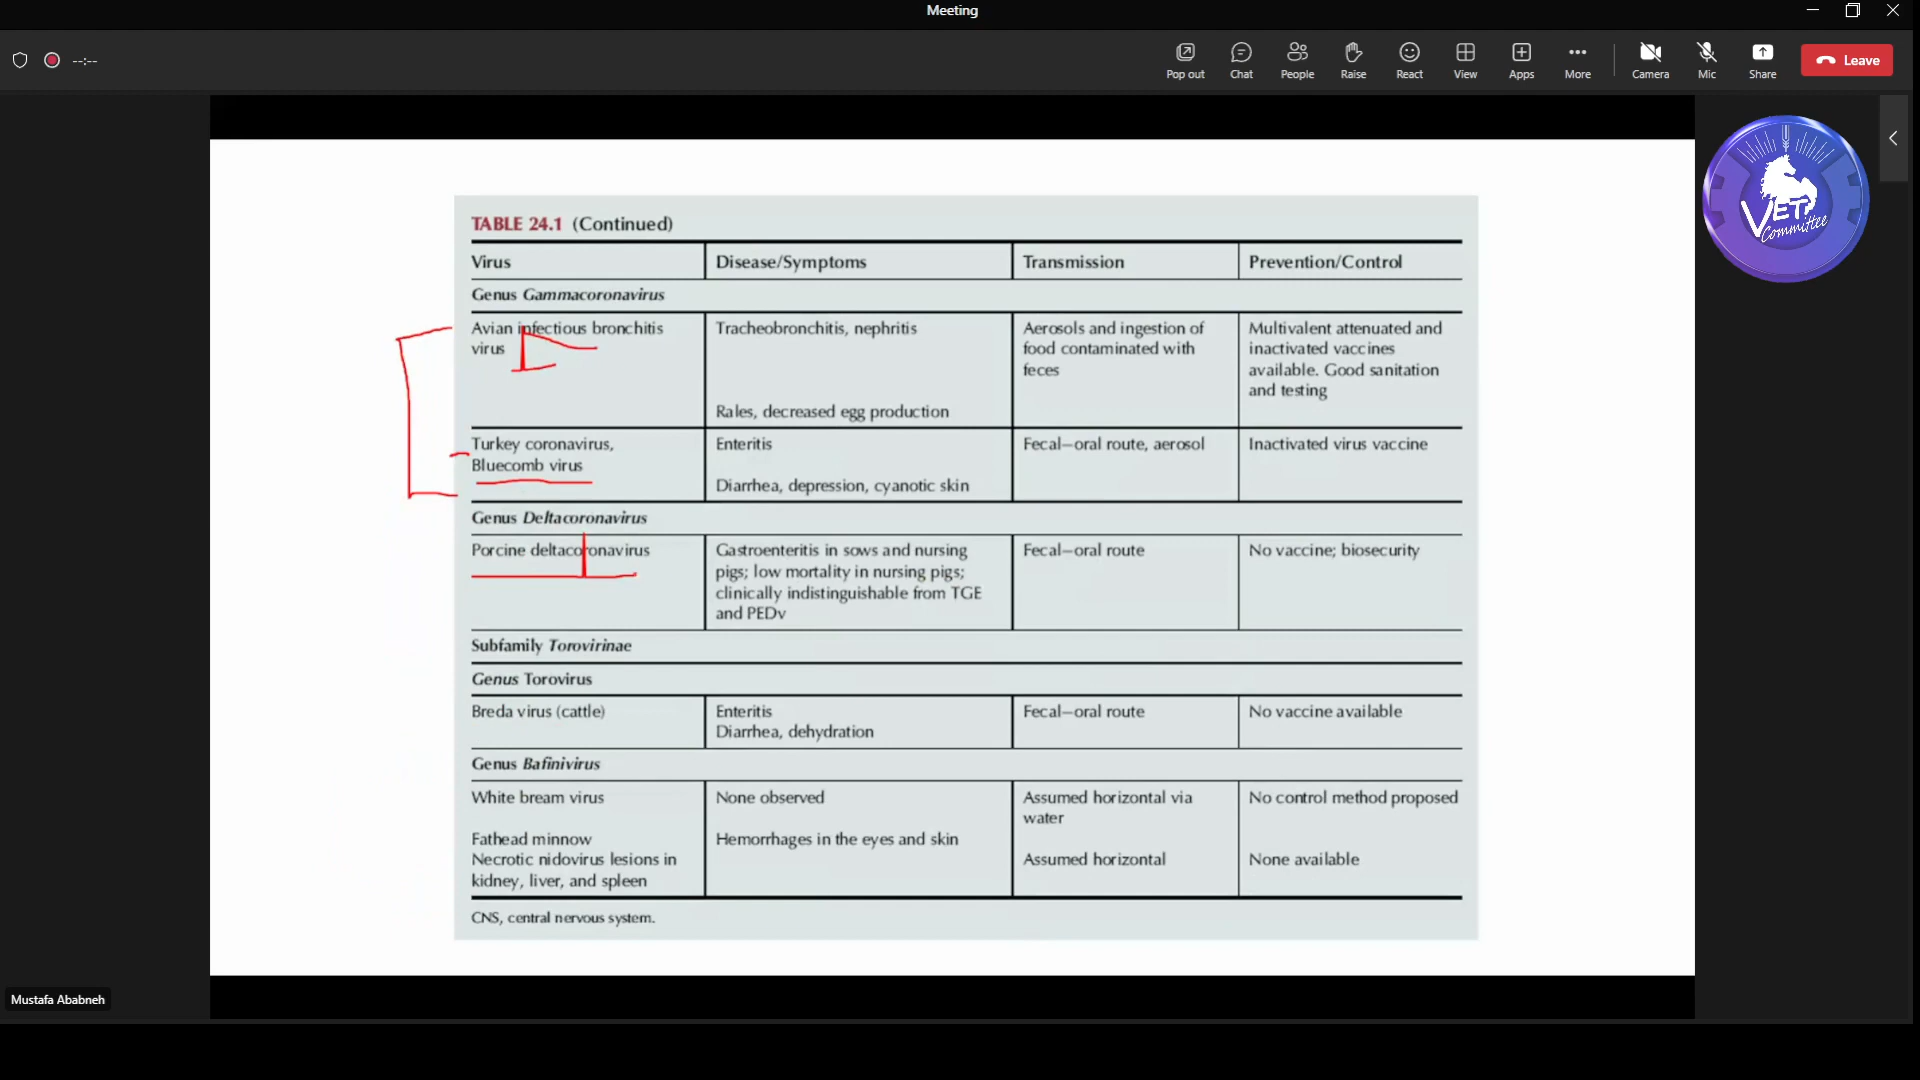 Meeting
--:--
Pop out
Chat
People
Raise
React
View
Apps
More
Camera
Mic
Share
Leave
VET
Committee
TABLE 24.1 (Continued)
Virus Disease/Symptoms Transmission Prevention/Control
Genus Gammacoronavirus
Avian infectious bronchitis Tracheobronchitis, nephritis Aerosols and ingestion of Multivalent attenuated and
virus food contaminated with inactivated vaccines
feces available. Good sanitation
and testing
Rales, decreased egg production
Turkey coronavirus, Enteritis Fecal–oral route, aerosol Inactivated virus vaccine
Bluecomb virus
Diarrhea, depression, cyanotic skin
Genus Deltacoronavirus
Porcine deltacoronavirus Gastroenteritis in sows and nursing Fecal–oral route No vaccine; biosecurity
pigs; low mortality in nursing pigs;
clinically indistinguishable from TGE
and PEDv
Subfamily Torovirinae
Genus Torovirus
Breda virus (cattle) Enteritis Fecal–oral route No vaccine available
Diarrhea, dehydration
Genus Bafinivirus
White bream virus None observed Assumed horizontal via No control method proposed
water
Fathead minnow Hemorrhages in the eyes and skin
Necrotic nidovirus lesions in Assumed horizontal None available
kidney, liver, and spleen
CNS, central nervous system.
Mustafa Ababneh